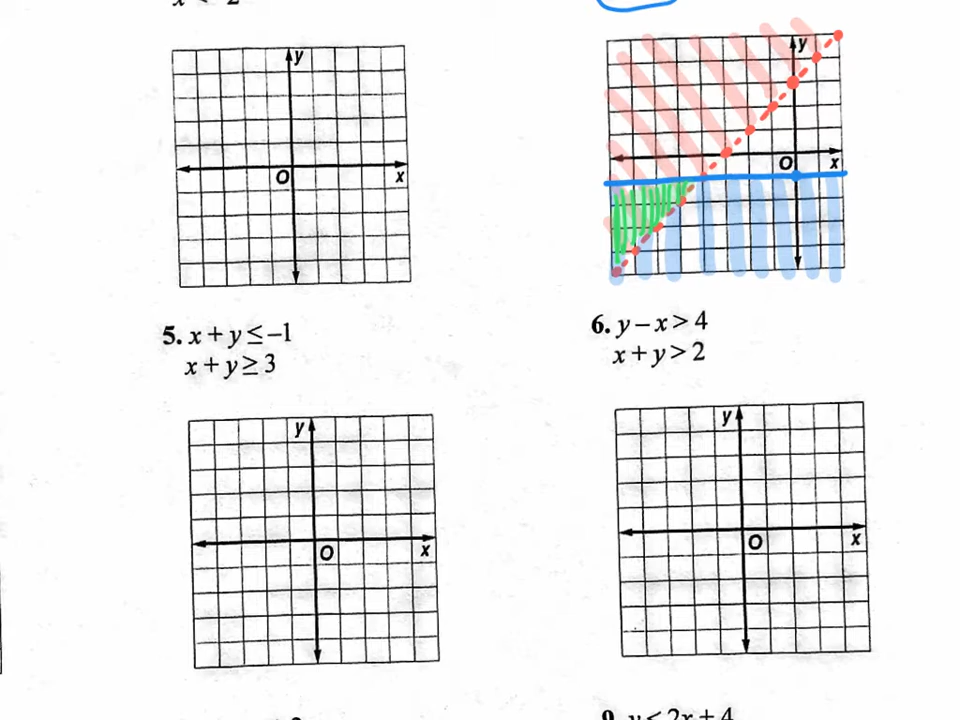 y
O
x
y
O
x
5. x + y ≤ –1
x + y ≥ 3
6. y – x > 4
x + y > 2
y
O
x
y
O
x